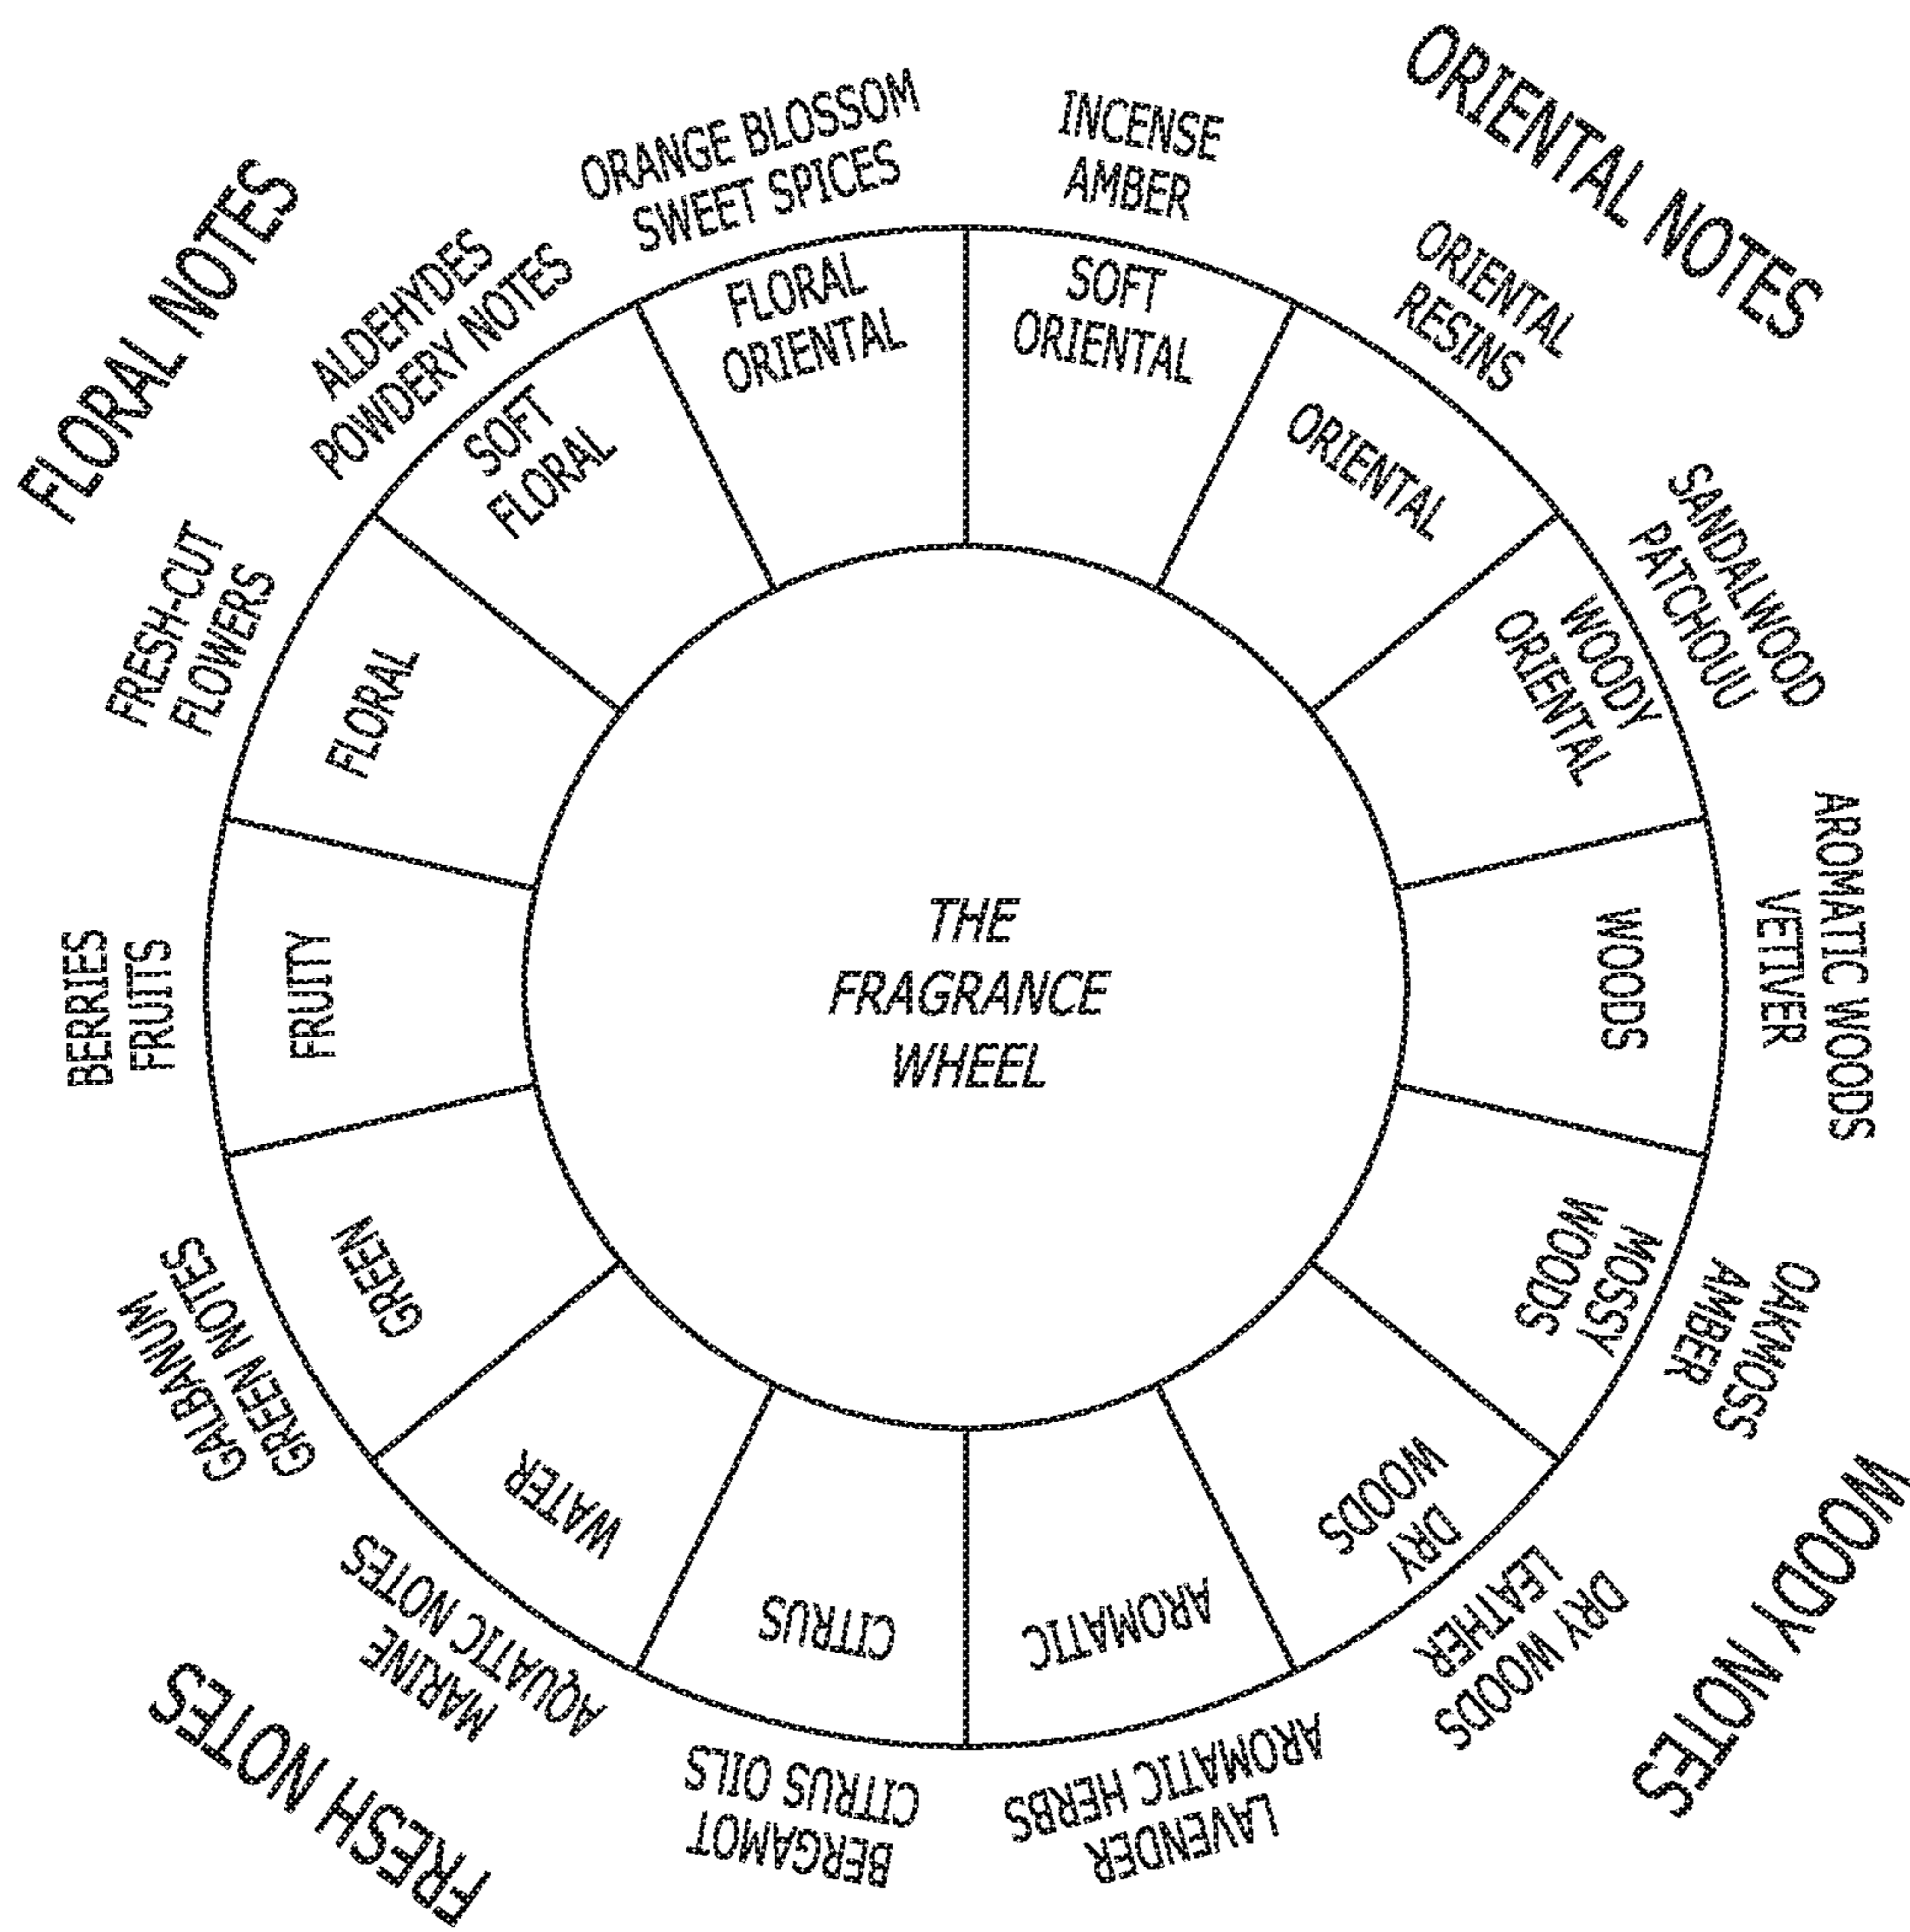 THE
FRAGRANCE
WHEEL
FLORAL NOTES
ORIENTAL NOTES
WOODY NOTES
FRESH NOTES
FLORAL
ORIENTAL
ORANGE BLOSSOM
SWEET SPICES
SOFT
ORIENTAL
INCENSE
AMBER
ORIENTAL
ORIENTAL
RESINS
WOODY
ORIENTAL
SANDALWOOD
PATCHOUU
WOODS
AROMATIC WOODS
VETIVER
MOSSY
WOODS
OAKMOSS
AMBER
DRY
WOODS
DRY WOODS
LEATHER
AROMATIC
AROMATIC HERBS
LAVENDER
CITRUS
CITRUS OILS
BERGAMOT
WATER
MARINE
AQUATIC NOTES
GREEN
GREEN NOTES
GALBANUM
FRUITY
BERRIES
FRUITS
FLORAL
FRESH-CUT
FLOWERS
SOFT
FLORAL
ALDEHYDES
POWDERY NOTES